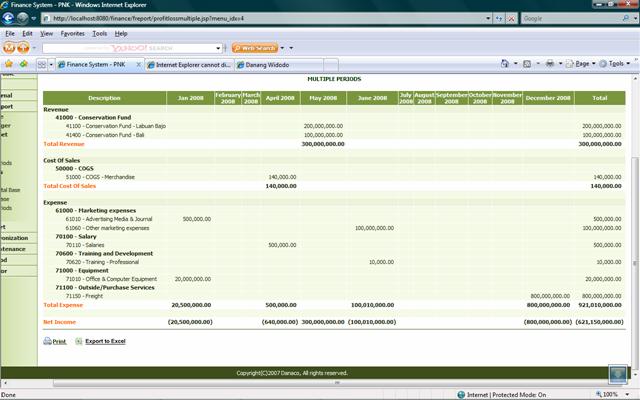 Finance System - PNK - Windows Internet Explorer
http://localhost:8080/finance/freport/profitlossmultiple.jsp?menu_idx=4
Google
File Edit View Favorites Tools Help
YAHOO! SEARCH Web Search
Finance System - PNK Internet Explorer cannot di... Danang Widodo Page Tools
MULTIPLE PERIODS
Description Jan 2008 February 2008 March 2008 April 2008 May 2008 June 2008 July 2008 August 2008 September 2008 October 2008 November 2008 December 2008 Total
Revenue
41000 - Conservation Fund
41100 - Conservation Fund - Labuan Bajo 200,000,000.00 200,000,000.00
41400 - Conservation Fund - Bali 100,000,000.00 100,000,000.00
Total Revenue 300,000,000.00 300,000,000.00
Cost Of Sales
50000 - COGS
51000 - COGS - Merchandise 140,000.00 140,000.00
Total Cost Of Sales 140,000.00 140,000.00
Expense
61000 - Marketing expenses
61010 - Advertising Media & Journal 500,000.00 500,000.00
61060 - Other marketing expenses 100,000,000.00 100,000,000.00
70100 - Salary
70110 - Salaries 500,000.00 500,000.00
70600 - Training and Development
70620 - Training - Professional 10,000.00 10,000.00
71000 - Equipment
71010 - Office & Computer Equipment 20,000,000.00 20,000,000.00
71100 - Outside/Purchase Services
71150 - Freight 800,000,000.00 800,000,000.00
Total Expense 20,500,000.00 500,000.00 100,010,000.00 800,000,000.00 921,010,000.00
Net Income (20,500,000.00) (640,000.00) 300,000,000.00 (100,010,000.00) (800,000,000.00) (621,150,000.00)
Print Export to Excel
Copyright(C)2007 Danaco, All rights reserved.
Done Internet | Protected Mode: On 100%